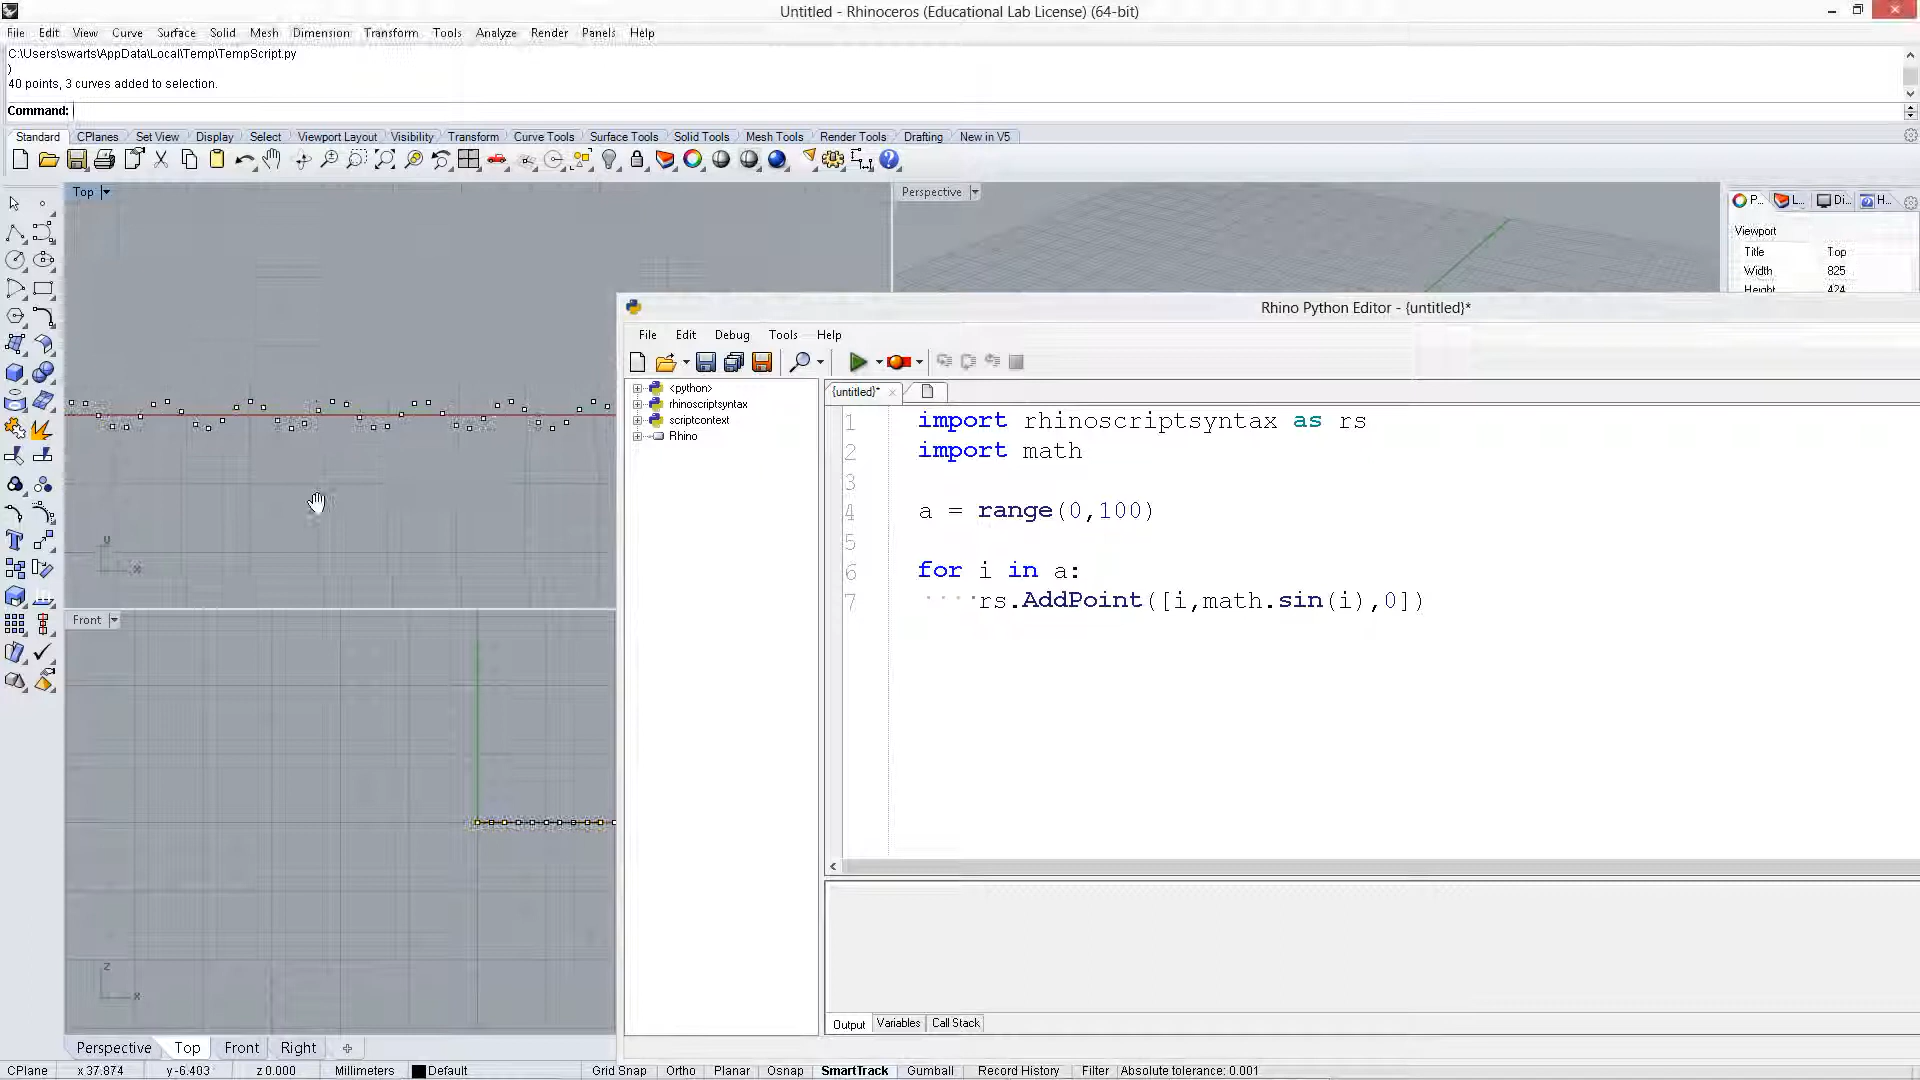 Untitled - Rhinoceros (Educational Lab License) (64-bit)
File Edit View Curve Surface Solid Mesh Dimension Transform Tools Analyze Render Panels Help
C:\Users\swarts\AppData\Local\Temp\TempScript.py
)
40 points, 3 curves added to selection.
Command:
Standard CPlanes Set View Display Select Viewport Layout Visibility Transform Curve Tools Surface Tools Solid Tools Mesh Tools Render Tools Drafting New in V5
Top
Perspective
P... L... Di... H...
Viewport
Title Top
Width 825
Height 424
Rhino Python Editor - {untitled}*
File Edit Debug Tools Help
<python>
rhinoscriptsyntax
scriptcontext
Rhino
{untitled}*
1 import rhinoscriptsyntax as rs
2 import math
3
4 a = range(0,100)
5
6 for i in a:
7 ····rs.AddPoint([i,math.sin(i),0])
Front
z
x
Output Variables Call Stack
Perspective Top Front Right
CPlane x 37.874 y -6.403 z 0.000 Millimeters Default Grid Snap Ortho Planar Osnap SmartTrack Gumball Record History Filter Absolute tolerance: 0.001